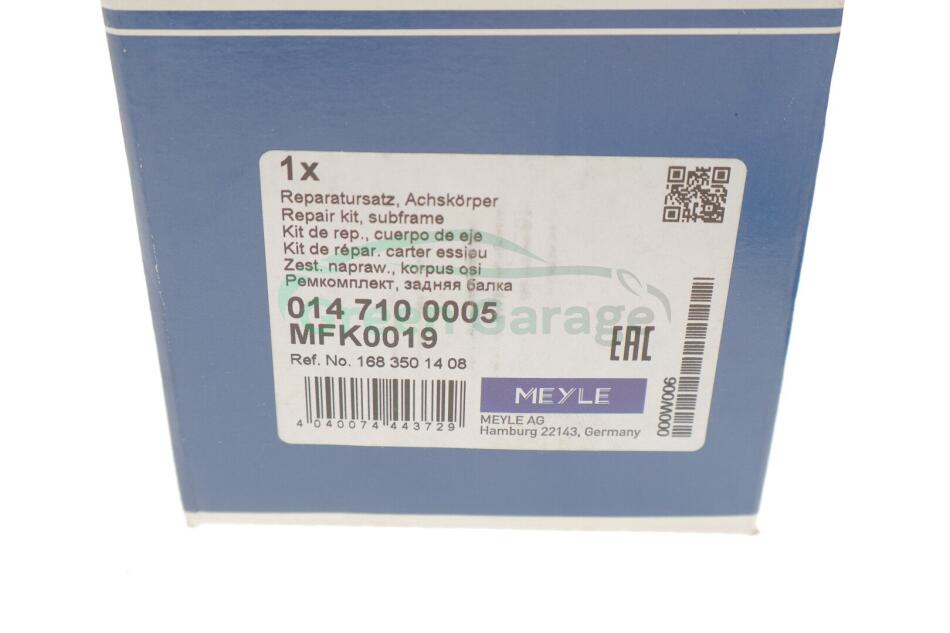 1x
Reparatursatz, Achskörper
Repair kit, subframe
Kit de rep., cuerpo de eje
Kit de répar. carter essieu
Zest. napraw., korpus osi
Ремкомплект, задняя балка
014 710 0005
Green Garage
MFK0019
EAC
Ref. No. 168 350 14 08
MEYLE
4 040074 443729
MEYLE AG
Hamburg 22143, Germany
000W006